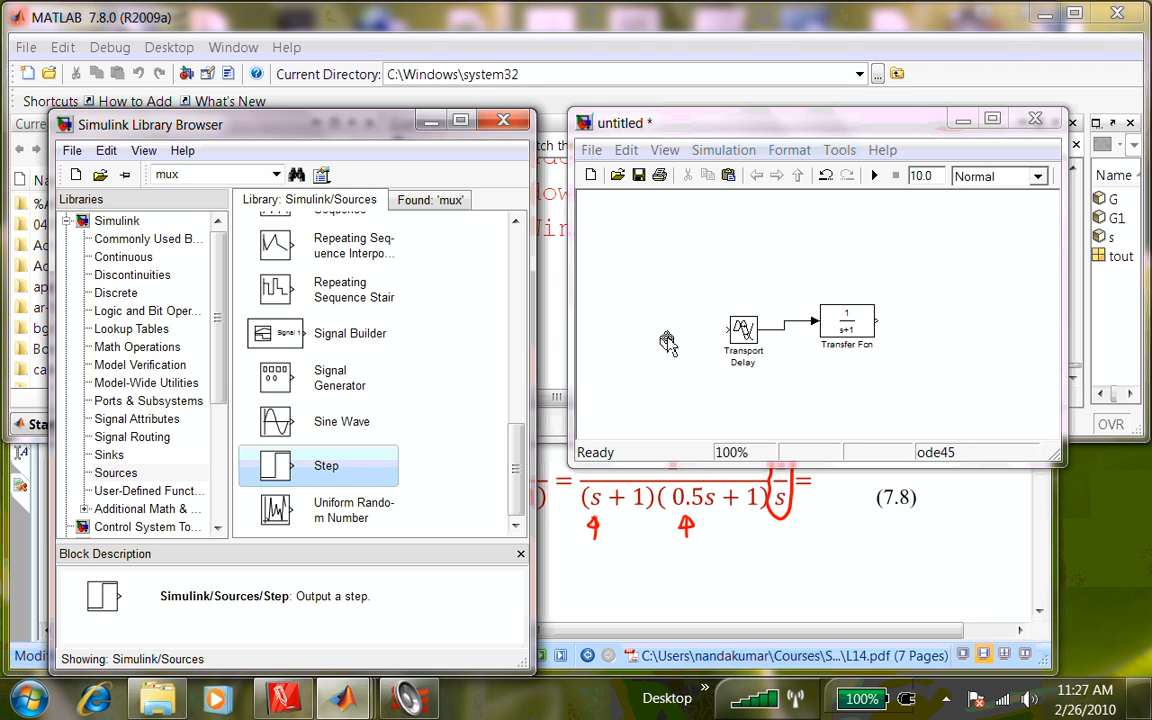 MATLAB 7.8.0 (R2009a)
File Edit Debug Desktop Window Help
Current Directory: C:\Windows\system32 ...
Shortcuts How to Add What's New
Simulink Library Browser
File Edit View Help
mux
Libraries
Library: Simulink/Sources Found: 'mux'
Simulink
Commonly Used B...
Continuous
Discontinuities
Discrete
Logic and Bit Oper...
Lookup Tables
Math Operations
Model Verification
Model-Wide Utilities
Ports & Subsystems
Signal Attributes
Signal Routing
Sinks
Sources
User-Defined Funct...
Additional Math & ...
Control System To...
Repeating Seq-
uence Interpo...
Repeating
Sequence Stair
Signal 1
Signal Builder
Signal
Generator
Sine Wave
Step
Uniform Rando-
m Number
Block Description
Simulink/Sources/Step: Output a step.
Showing: Simulink/Sources
untitled *
File Edit View Simulation Format Tools Help
10.0 Normal
Transport
Delay
1
s+1
Transfer Fcn
Ready 100% ode45
Name
G
G1
s
tout
OVR
= (s + 1)( 0.5s + 1) s = (7.8)
C:\Users\nandakumar\Courses\S...\L14.pdf (7 Pages)
Desktop » 100% 11:27 AM
2/26/2010